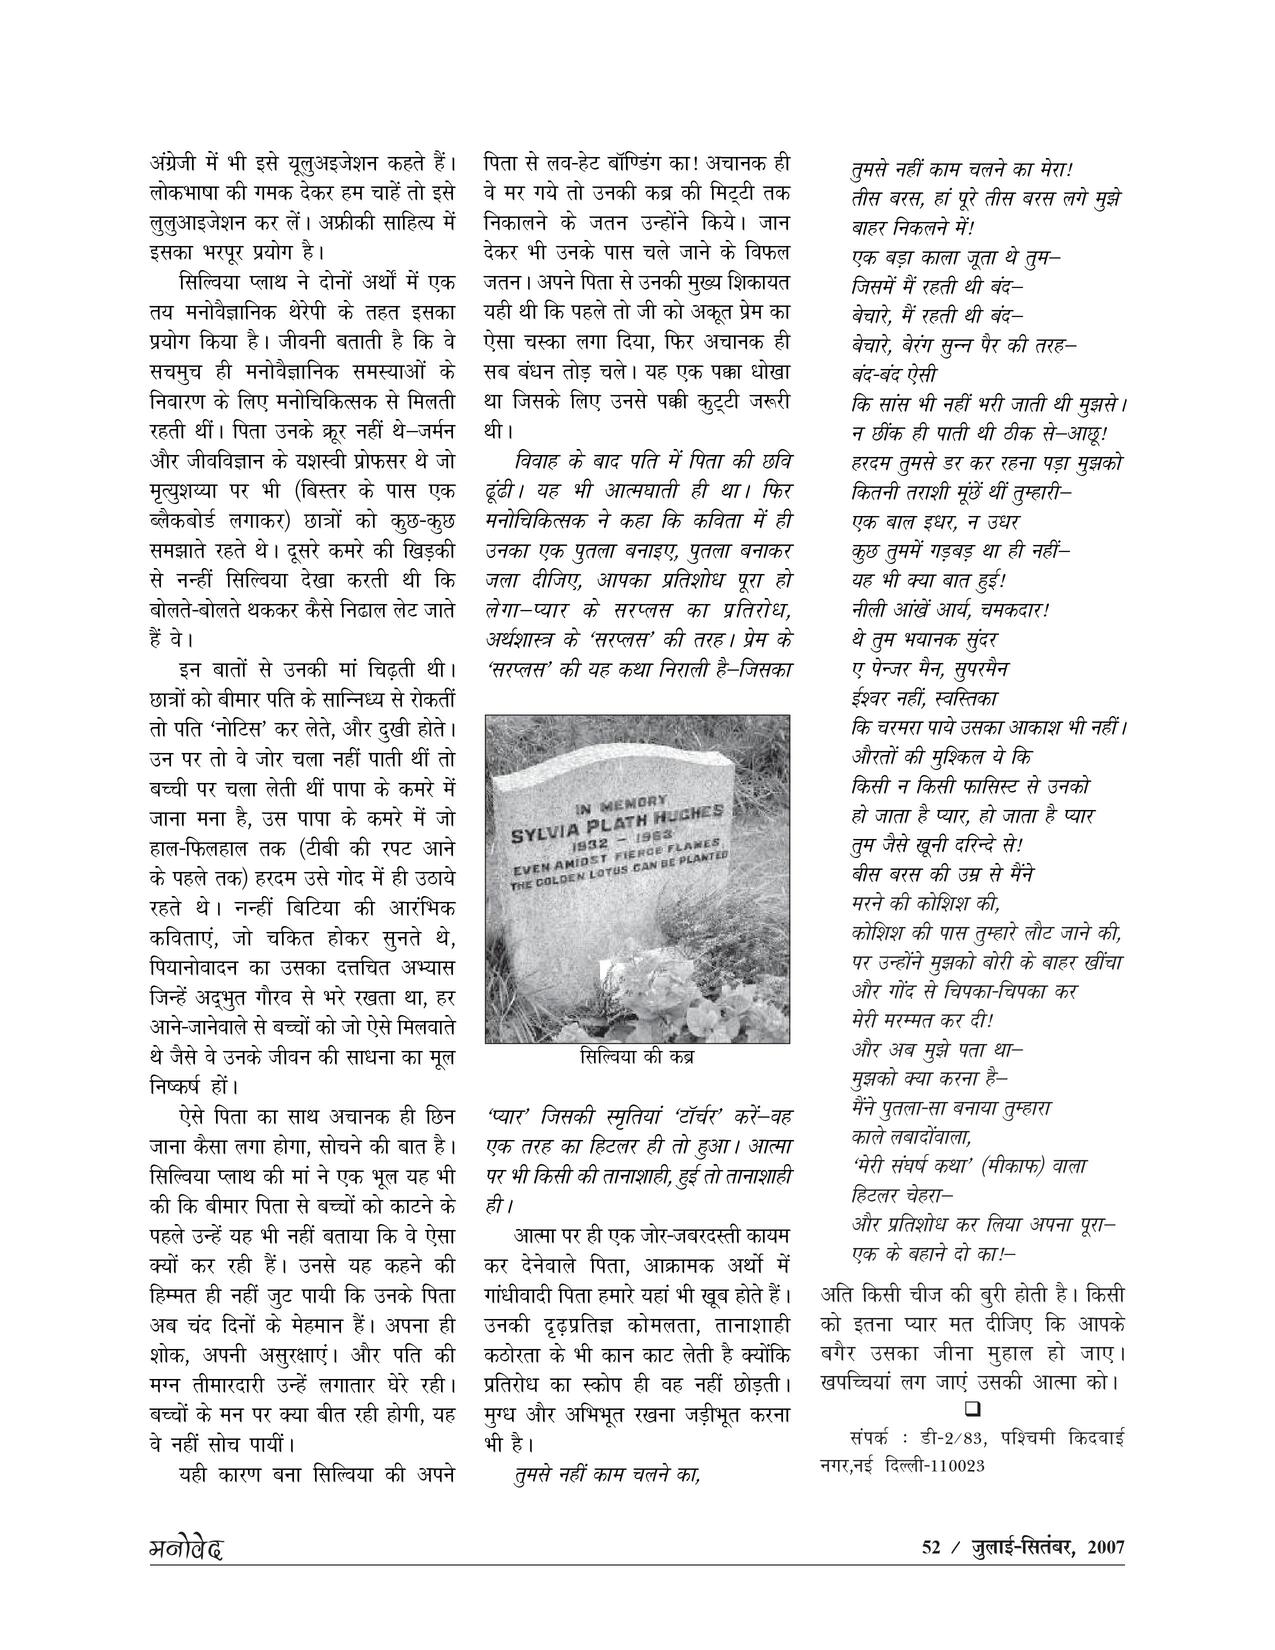 अंग्रेजी में भी इसे यूलुअइजेशन कहते हैं।
लोकभाषा की गमक देकर हम चाहें तो इसे
लुलुआइजेशन कर लें। अफ्रीकी साहित्य में
इसका भरपूर प्रयोग है।
सिल्विया प्लाथ ने दोनों अर्थों में एक
तय मनोवैज्ञानिक थेरेपी के तहत इसका
प्रयोग किया है। जीवनी बताती है कि वे
सचमुच ही मनोवैज्ञानिक समस्याओं के
निवारण के लिए मनोचिकित्सक से मिलती
रहती थीं। पिता उनके क्रूर नहीं थे–जर्मन
और जीवविज्ञान के यशस्वी प्रोफसर थे जो
मृत्युशय्या पर भी (बिस्तर के पास एक
ब्लैकबोर्ड लगाकर) छात्रों को कुछ-कुछ
समझाते रहते थे। दूसरे कमरे की खिड़की
से नन्हीं सिल्विया देखा करती थी कि
बोलते-बोलते थककर कैसे निढाल लेट जाते
हैं वे।
इन बातों से उनकी मां चिढ़ती थी।
छात्रों को बीमार पति के सान्निध्य से रोकतीं
तो पति ‘नोटिस’ कर लेते, और दुखी होते।
उन पर तो वे जोर चला नहीं पाती थीं तो
बच्ची पर चला लेती थीं पापा के कमरे में
जाना मना है, उस पापा के कमरे में जो
हाल-फिलहाल तक (टीबी की रपट आने
के पहले तक) हरदम उसे गोद में ही उठाये
रहते थे। नन्हीं बिटिया की आरंभिक
कविताएं, जो चकित होकर सुनते थे,
पियानोवादन का उसका दत्तचित अभ्यास
जिन्हें अद्भुत गौरव से भरे रखता था, हर
आने-जानेवाले से बच्चों को जो ऐसे मिलवाते
थे जैसे वे उनके जीवन की साधना का मूल
निष्कर्ष हों।
ऐसे पिता का साथ अचानक ही छिन
जाना कैसा लगा होगा, सोचने की बात है।
सिल्विया प्लाथ की मां ने एक भूल यह भी
की कि बीमार पिता से बच्चों को काटने के
पहले उन्हें यह भी नहीं बताया कि वे ऐसा
क्यों कर रही हैं। उनसे यह कहने की
हिम्मत ही नहीं जुट पायी कि उनके पिता
अब चंद दिनों के मेहमान हैं। अपना ही
शोक, अपनी असुरक्षाएं। और पति की
मग्न तीमारदारी उन्हें लगातार घेरे रही।
बच्चों के मन पर क्या बीत रही होगी, यह
वे नहीं सोच पायीं।
यही कारण बना सिल्विया की अपने
पिता से लव-हेट बॉण्डिंग का! अचानक ही
वे मर गये तो उनकी कब्र की मिट्टी तक
निकालने के जतन उन्होंने किये। जान
देकर भी उनके पास चले जाने के विफल
जतन। अपने पिता से उनकी मुख्य शिकायत
यही थी कि पहले तो जी को अकूत प्रेम का
ऐसा चस्का लगा दिया, फिर अचानक ही
सब बंधन तोड़ चले। यह एक पक्का धोखा
था जिसके लिए उनसे पक्की कुट्टी जरूरी
थी।
विवाह के बाद पति में पिता की छवि
ढूंढी। यह भी आत्मघाती ही था। फिर
मनोचिकित्सक ने कहा कि कविता में ही
उनका एक पुतला बनाइए, पुतला बनाकर
जला दीजिए, आपका प्रतिशोध पूरा हो
लेगा–प्यार के सरप्लस का प्रतिरोध,
अर्थशास्त्र के ‘सरप्लस’ की तरह। प्रेम के
‘सरप्लस’ की यह कथा निराली है–जिसका
IN MEMORY
SYLVIA PLATH HUGHES
1932 – 1963
EVEN AMIDST FIERCE FLAMES
THE GOLDEN LOTUS CAN BE PLANTED
सिल्विया की कब्र
‘प्यार’ जिसकी स्मृतियां ‘टॉर्चर’ करें–वह
एक तरह का हिटलर ही तो हुआ। आत्मा
पर भी किसी की तानाशाही, हुई तो तानाशाही
ही।
आत्मा पर ही एक जोर-जबरदस्ती कायम
कर देनेवाले पिता, आक्रामक अर्थो में
गांधीवादी पिता हमारे यहां भी खूब होते हैं।
उनकी दृढ़प्रतिज्ञ कोमलता, तानाशाही
कठोरता के भी कान काट लेती है क्योंकि
प्रतिरोध का स्कोप ही वह नहीं छोड़ती।
मुग्ध और अभिभूत रखना जड़ीभूत करना
भी है।
तुमसे नहीं काम चलने का,
तुमसे नहीं काम चलने का मेरा!
तीस बरस, हां पूरे तीस बरस लगे मुझे
बाहर निकलने में!
एक बड़ा काला जूता थे तुम–
जिसमें मैं रहती थी बंद–
बेचारे, मैं रहती थी बंद–
बेचारे, बेरंग सुन्न पैर की तरह–
बंद-बंद ऐसी
कि सांस भी नहीं भरी जाती थी मुझसे।
न छींक ही पाती थी ठीक से–आछू!
हरदम तुमसे डर कर रहना पड़ा मुझको
कितनी तराशी मूंछें थीं तुम्हारी–
एक बाल इधर, न उधर
कुछ तुममें गड़बड़ था ही नहीं–
यह भी क्या बात हुई!
नीली आंखें आर्य, चमकदार!
थे तुम भयानक सुंदर
ए पेन्जर मैन, सुपरमैन
ईश्वर नहीं, स्वस्तिका
कि चरमरा पाये उसका आकाश भी नहीं।
औरतों की मुश्किल ये कि
किसी न किसी फासिस्ट से उनको
हो जाता है प्यार, हो जाता है प्यार
तुम जैसे खूनी दरिन्दे से!
बीस बरस की उम्र से मैंने
मरने की कोशिश की,
कोशिश की पास तुम्हारे लौट जाने की,
पर उन्होंने मुझको बोरी के बाहर खींचा
और गोंद से चिपका-चिपका कर
मेरी मरम्मत कर दी!
और अब मुझे पता था–
मुझको क्या करना है–
मैंने पुतला-सा बनाया तुम्हारा
काले लबादोंवाला,
‘मेरी संघर्ष कथा’ (मीकाफ) वाला
हिटलर चेहरा–
और प्रतिशोध कर लिया अपना पूरा–
एक के बहाने दो का!–
अति किसी चीज की बुरी होती है। किसी
को इतना प्यार मत दीजिए कि आपके
बगैर उसका जीना मुहाल हो जाए।
खपच्चियां लग जाएं उसकी आत्मा को।
संपर्क : डी-2/83, पश्चिमी किदवाई
नगर,नई दिल्ली-110023
मनोवेद
52 / जुलाई-सितंबर, 2007